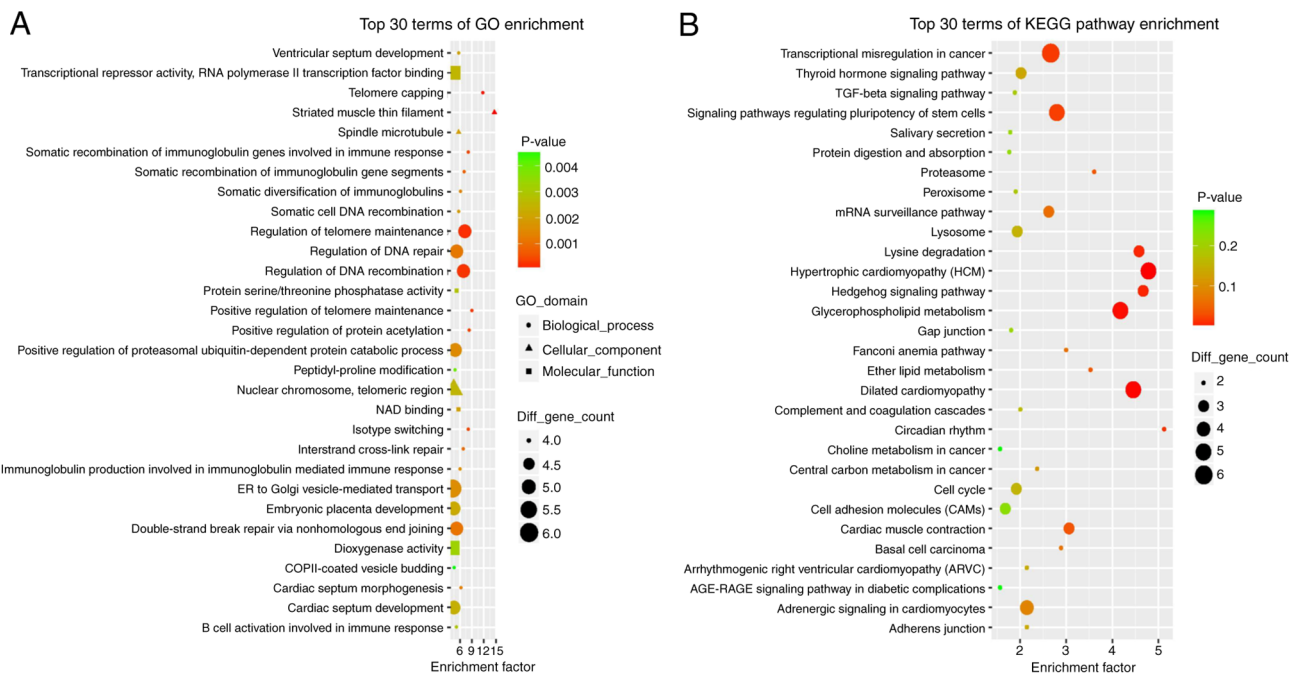 A
Top 30 terms of GO enrichment
Ventricular septum development
Transcriptional repressor activity, RNA polymerase II transcription factor binding
Telomere capping
Striated muscle thin filament
Spindle microtubule
Somatic recombination of immunoglobulin genes involved in immune response
Somatic recombination of immunoglobulin gene segments
Somatic diversification of immunoglobulins
Somatic cell DNA recombination
Regulation of telomere maintenance
Regulation of DNA repair
Regulation of DNA recombination
Protein serine/threonine phosphatase activity
Positive regulation of telomere maintenance
Positive regulation of protein acetylation
Positive regulation of proteasomal ubiquitin-dependent protein catabolic process
Peptidyl-proline modification
Nuclear chromosome, telomeric region
NAD binding
Isotype switching
Interstrand cross-link repair
Immunoglobulin production involved in immunoglobulin mediated immune response
ER to Golgi vesicle-mediated transport
Embryonic placenta development
Double-strand break repair via nonhomologous end joining
Dioxygenase activity
COPII-coated vesicle budding
Cardiac septum morphogenesis
Cardiac septum development
B cell activation involved in immune response
6 9 12 15
Enrichment factor
P-value
0.004
0.003
0.002
0.001
GO_domain
Biological_process
Cellular_component
Molecular_function
Diff_gene_count
4.0
4.5
5.0
5.5
6.0
B
Top 30 terms of KEGG pathway enrichment
Transcriptional misregulation in cancer
Thyroid hormone signaling pathway
TGF-beta signaling pathway
Signaling pathways regulating pluripotency of stem cells
Salivary secretion
Protein digestion and absorption
Proteasome
Peroxisome
mRNA surveillance pathway
Lysosome
Lysine degradation
Hypertrophic cardiomyopathy (HCM)
Hedgehog signaling pathway
Glycerophospholipid metabolism
Gap junction
Fanconi anemia pathway
Ether lipid metabolism
Dilated cardiomyopathy
Complement and coagulation cascades
Circadian rhythm
Choline metabolism in cancer
Central carbon metabolism in cancer
Cell cycle
Cell adhesion molecules (CAMs)
Cardiac muscle contraction
Basal cell carcinoma
Arrhythmogenic right ventricular cardiomyopathy (ARVC)
AGE-RAGE signaling pathway in diabetic complications
Adrenergic signaling in cardiomyocytes
Adherens junction
2 3 4 5
Enrichment factor
P-value
0.2
0.1
Diff_gene_count
2
3
4
5
6